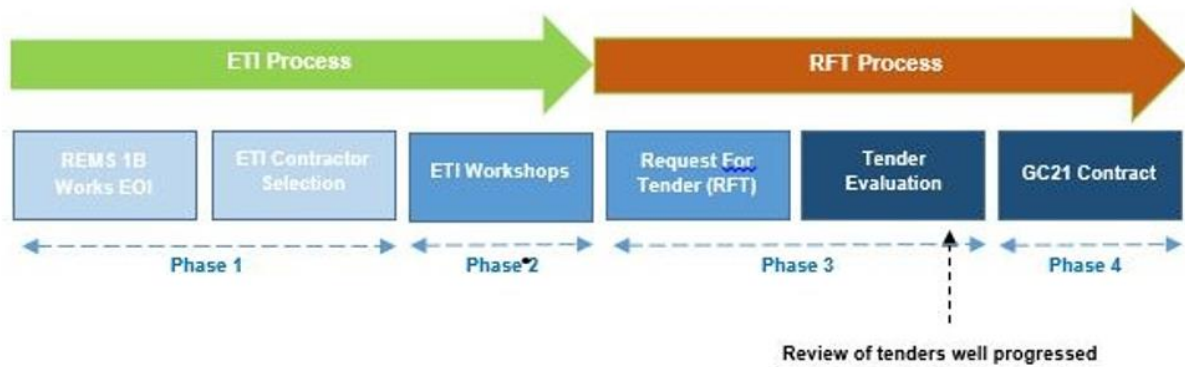 ETI Process
RFT Process
REMS 1B
Works EOI
ETI Contractor
Selection
ETI Workshops
Request For
Tender (RFT)
Tender
Evaluation
GC21 Contract
Phase 1
Phase 2
Phase 3
Phase 4
Review of tenders well progressed